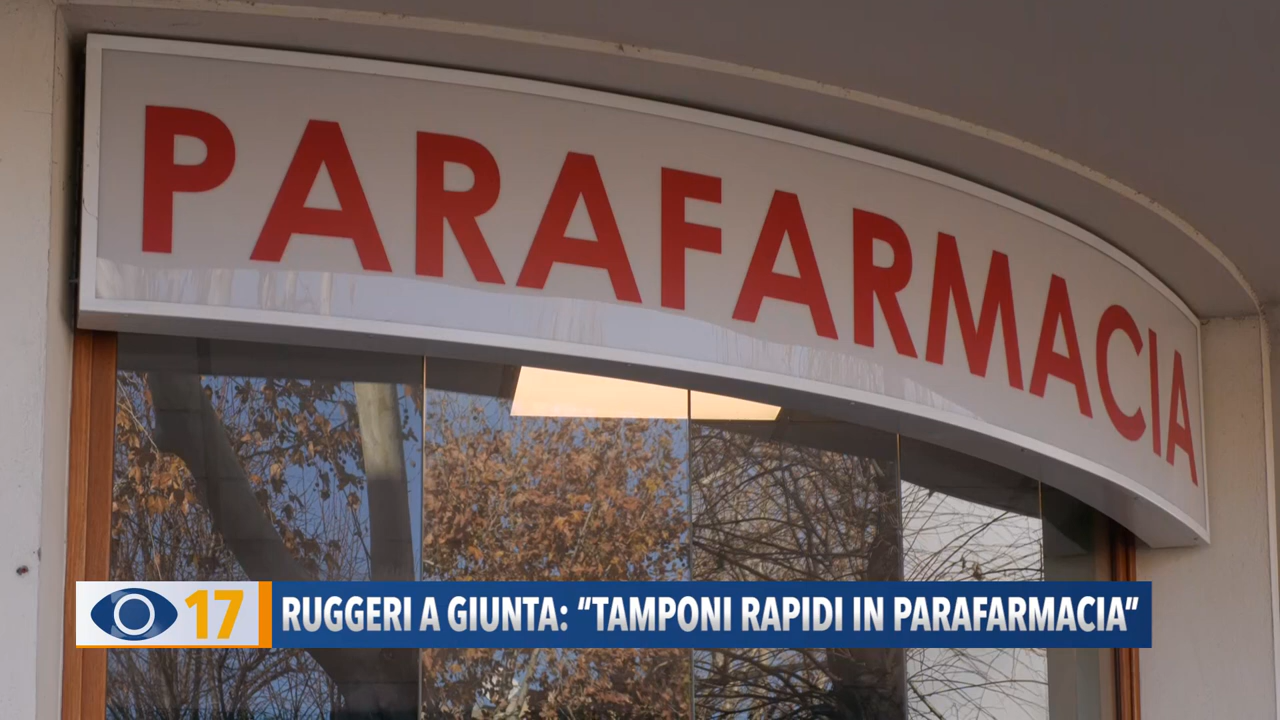 PARAFARMACIA
17
RUGGERI A GIUNTA: “TAMPONI RAPIDI IN PARAFARMACIA”